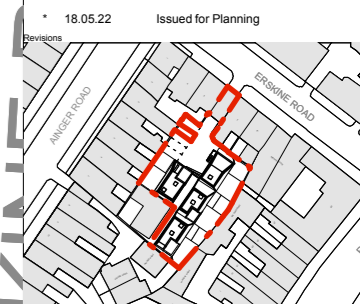 * 18.05.22 Issued for Planning
Revisions
ERSKINE ROAD
AINGER ROAD